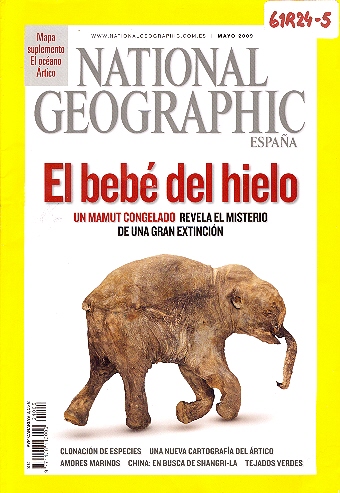 61R24-5
Mapa
suplemento
El océano
Ártico
WWW.NATIONALGEOGRAPHIC.COM.ES | MAYO 2009
NATIONAL
GEOGRAPHIC
ESPAÑA
El bebé del hielo
UN MAMUT CONGELADO REVELA EL MISTERIO
DE UNA GRAN EXTINCIÓN
CLONACIÓN DE ESPECIES UNA NUEVA CARTOGRAFÍA DEL ÁRTICO
AMORES MARINOS CHINA: EN BUSCA DE SHANGRI-LA TEJADOS VERDES